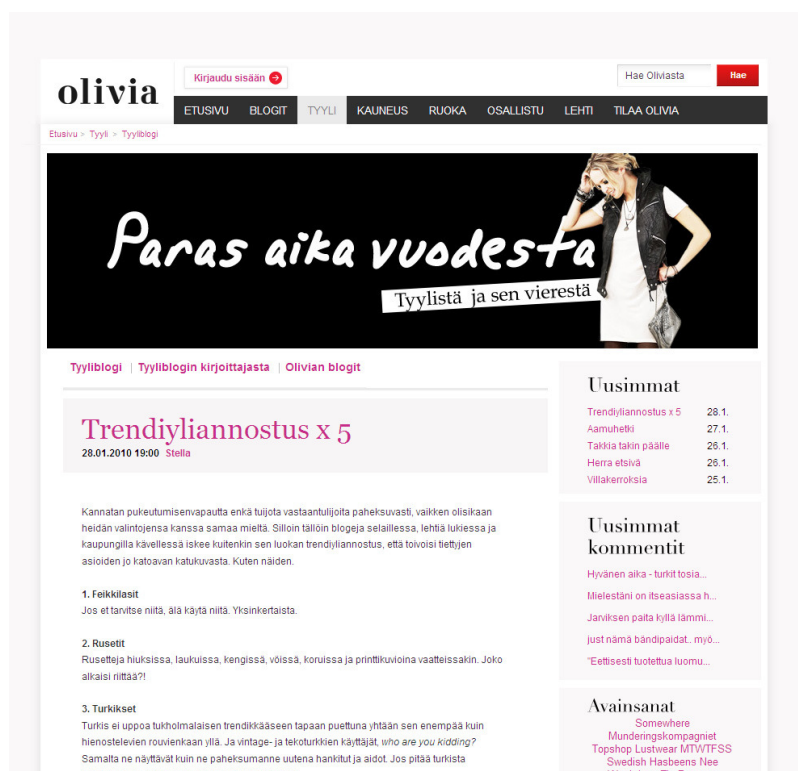 olivia
Kirjaudu sisään
Hae Oliviasta
Hae
ETUSIVU BLOGIT TYYLI KAUNEUS RUOKA OSALLISTU LEHTI TILAA OLIVIA
Etusivu > Tyyli > Tyyliblogi
Paras aika vuodesta
Tyylistä ja sen vierestä
Tyyliblogi | Tyyliblogin kirjoittajasta | Olivian blogit
Trendiyliannostus x 5
28.01.2010 19:00 Stella
Kannatan pukeutumisenvapautta enkä tuijota vastaantulijoita paheksuvasti, vaikken olisikaan
heidän valintojensa kanssa samaa mieltä. Silloin tällöin blogeja selaillessa, lehtiä lukiessa ja
kaupungilla kävellessä iskee kuitenkin sen luokan trendiyliannostus, että toivoisi tiettyjen
asioiden jo katoavan katukuvasta. Kuten näiden.
1. Feikkilasit
Jos et tarvitse niitä, älä käytä niitä. Yksinkertaista.
2. Rusetit
Rusetteja hiuksissa, laukuissa, kengissä, vöissä, koruissa ja printtikuvioina vaatteissakin. Joko
alkaisi riittää?!
3. Turkikset
Turkis ei uppoa tukholmalaisen trendikkääseen tapaan puettuna yhtään sen enempää kuin
hienostelevien rouvienkaan yllä. Ja vintage- ja tekoturkkien käyttäjät, who are you kidding?
Samalta ne näyttävät kuin ne paheksumanne uutena hankitut ja aidot. Jos pitää turkista
Uusimmat
Trendiyliannostus x 5 28.1.
Aamuhetki 27.1.
Takkia takin päälle 26.1.
Herra etsivä 26.1.
Villakerroksia 25.1.
Uusimmat
kommentit
Hyvänen aika - turkit tosia...
Mielestäni on itseasiassa h...
Jarviksen paita kyllä lämmi...
just nämä bändipaidat.. myö...
"Eettisesti tuotettua luomu...
Avainsanat
Somewhere
Munderingskompagniet
Topshop Lustwear MTWTFSS
Swedish Hasbeens Nee